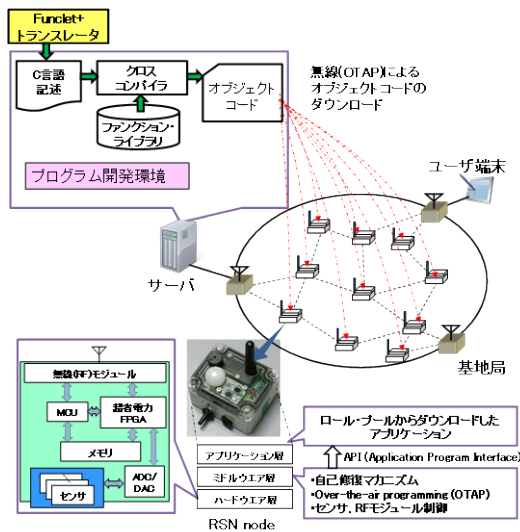 Funclet+
トランスレータ
C言語
記述
クロス
コンパイラ
オブジェクト
コード
ファンクション・
ライブラリ
プログラム開発環境
無線(OTAP)による
オブジェクトコードの
ダウンロード
ユーザ端末
サーバ
基地局
無線(RF)モジュール
MCU
超省電力
FPGA
メモリ
センサ
ADC/
DAC
アプリケーション層
ミドルウエア層
ハードウエア層
RSN node
ロール・プールからダウンロードした
アプリケーション
API(Application Program Interface)
・自己修復マカニズム
・Over-the-air programming (OTAP)
・センサ, RFモジュール制御